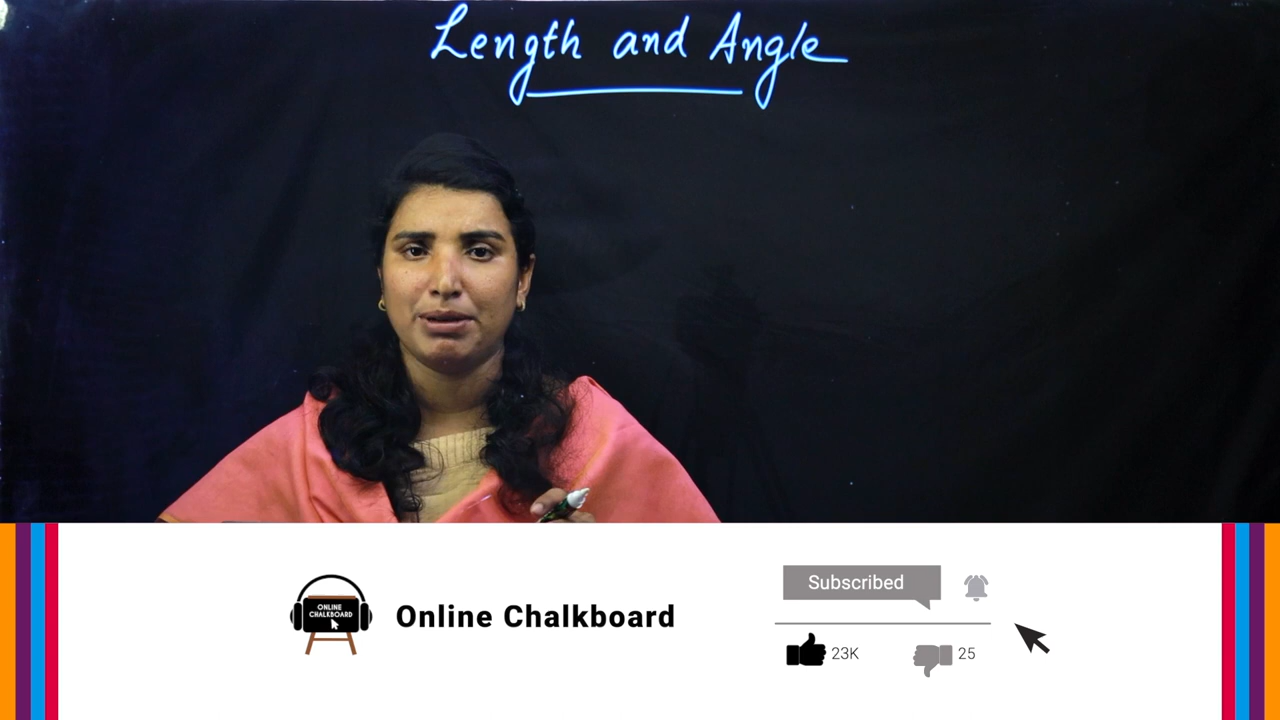 Length and Angle
ONLINE
CHALKBOARD
Online Chalkboard
Subscribed
23K
25